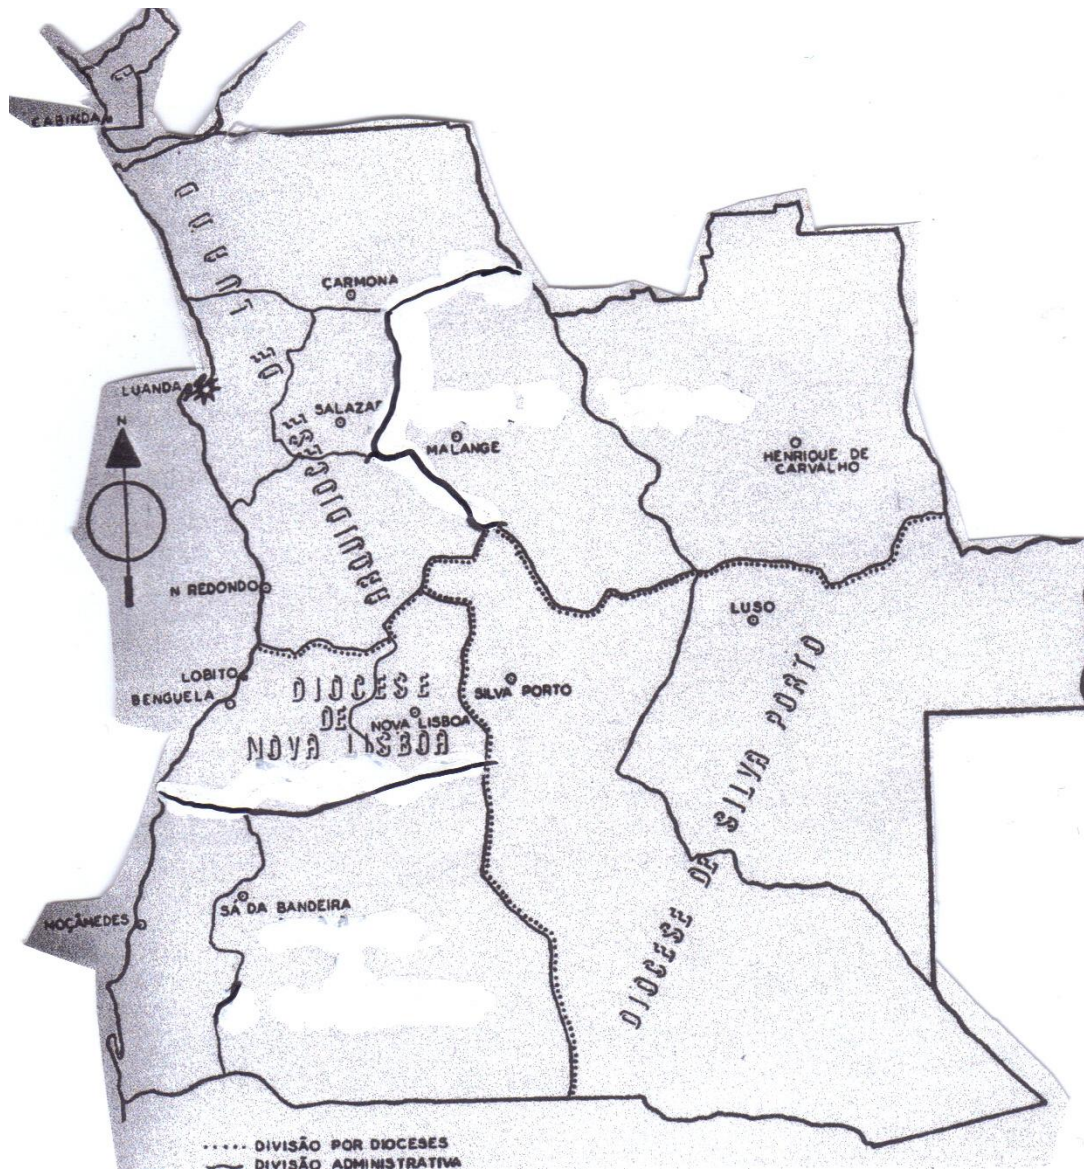 CABINDA
CARMONA
LUANDA
SALAZAR
MALANGE
HENRIQUE DE
CARVALHO
N
ARQUIDIOCESE DE LUANDA
N REDONDO
LUSO
LOBITO
BENGUELA
DIOCESE
DE
NOVA LISBOA
NOVA LISBOA
SILVA PORTO
DIOCESE DE SILVA PORTO
SÁ DA BANDEIRA
MOÇÂMEDES
DIVISÃO POR DIOCESES
DIVISÃO ADMINISTRATIVA